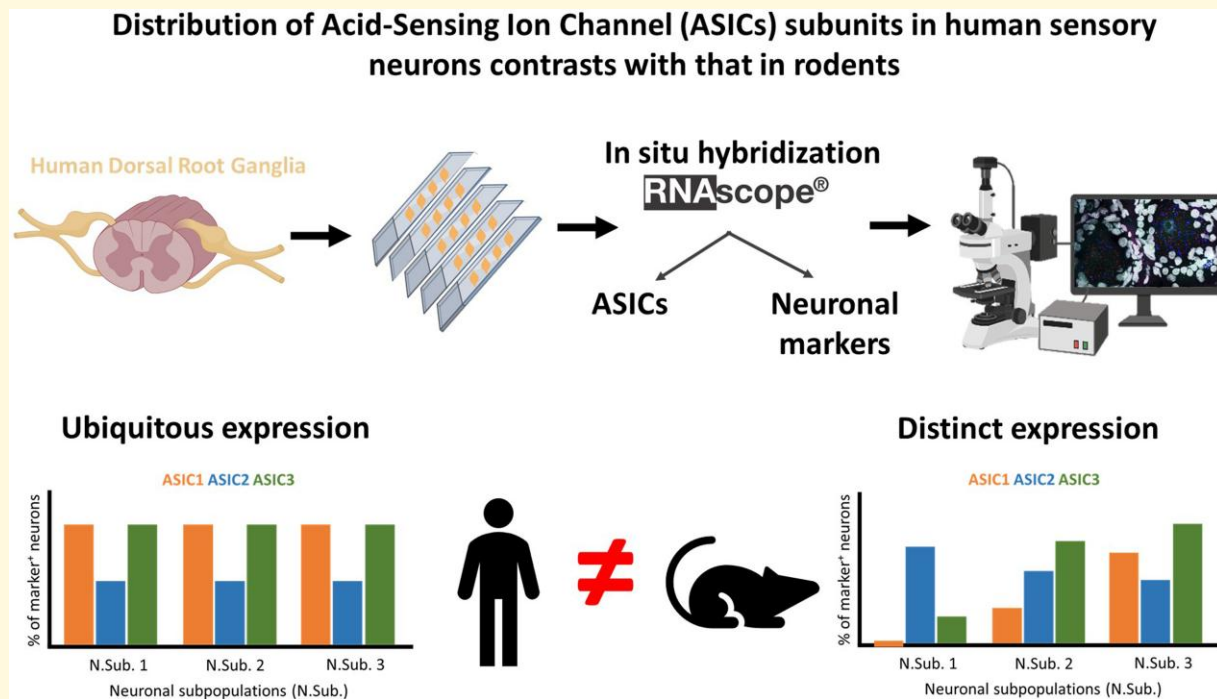 Distribution of Acid-Sensing Ion Channel (ASICs) subunits in human sensory
neurons contrasts with that in rodents
Human Dorsal Root Ganglia
In situ hybridization
RNAscope®
ASICs
Neuronal
markers
Ubiquitous expression
ASIC1 ASIC2 ASIC3
% of marker⁺ neurons
N.Sub. 1
N.Sub. 2
N.Sub. 3
Neuronal subpopulations (N.Sub.)
≠
Distinct expression
ASIC1 ASIC2 ASIC3
% of marker⁺ neurons
N.Sub. 1
N.Sub. 2
N.Sub. 3
Neuronal subpopulations (N.Sub.)